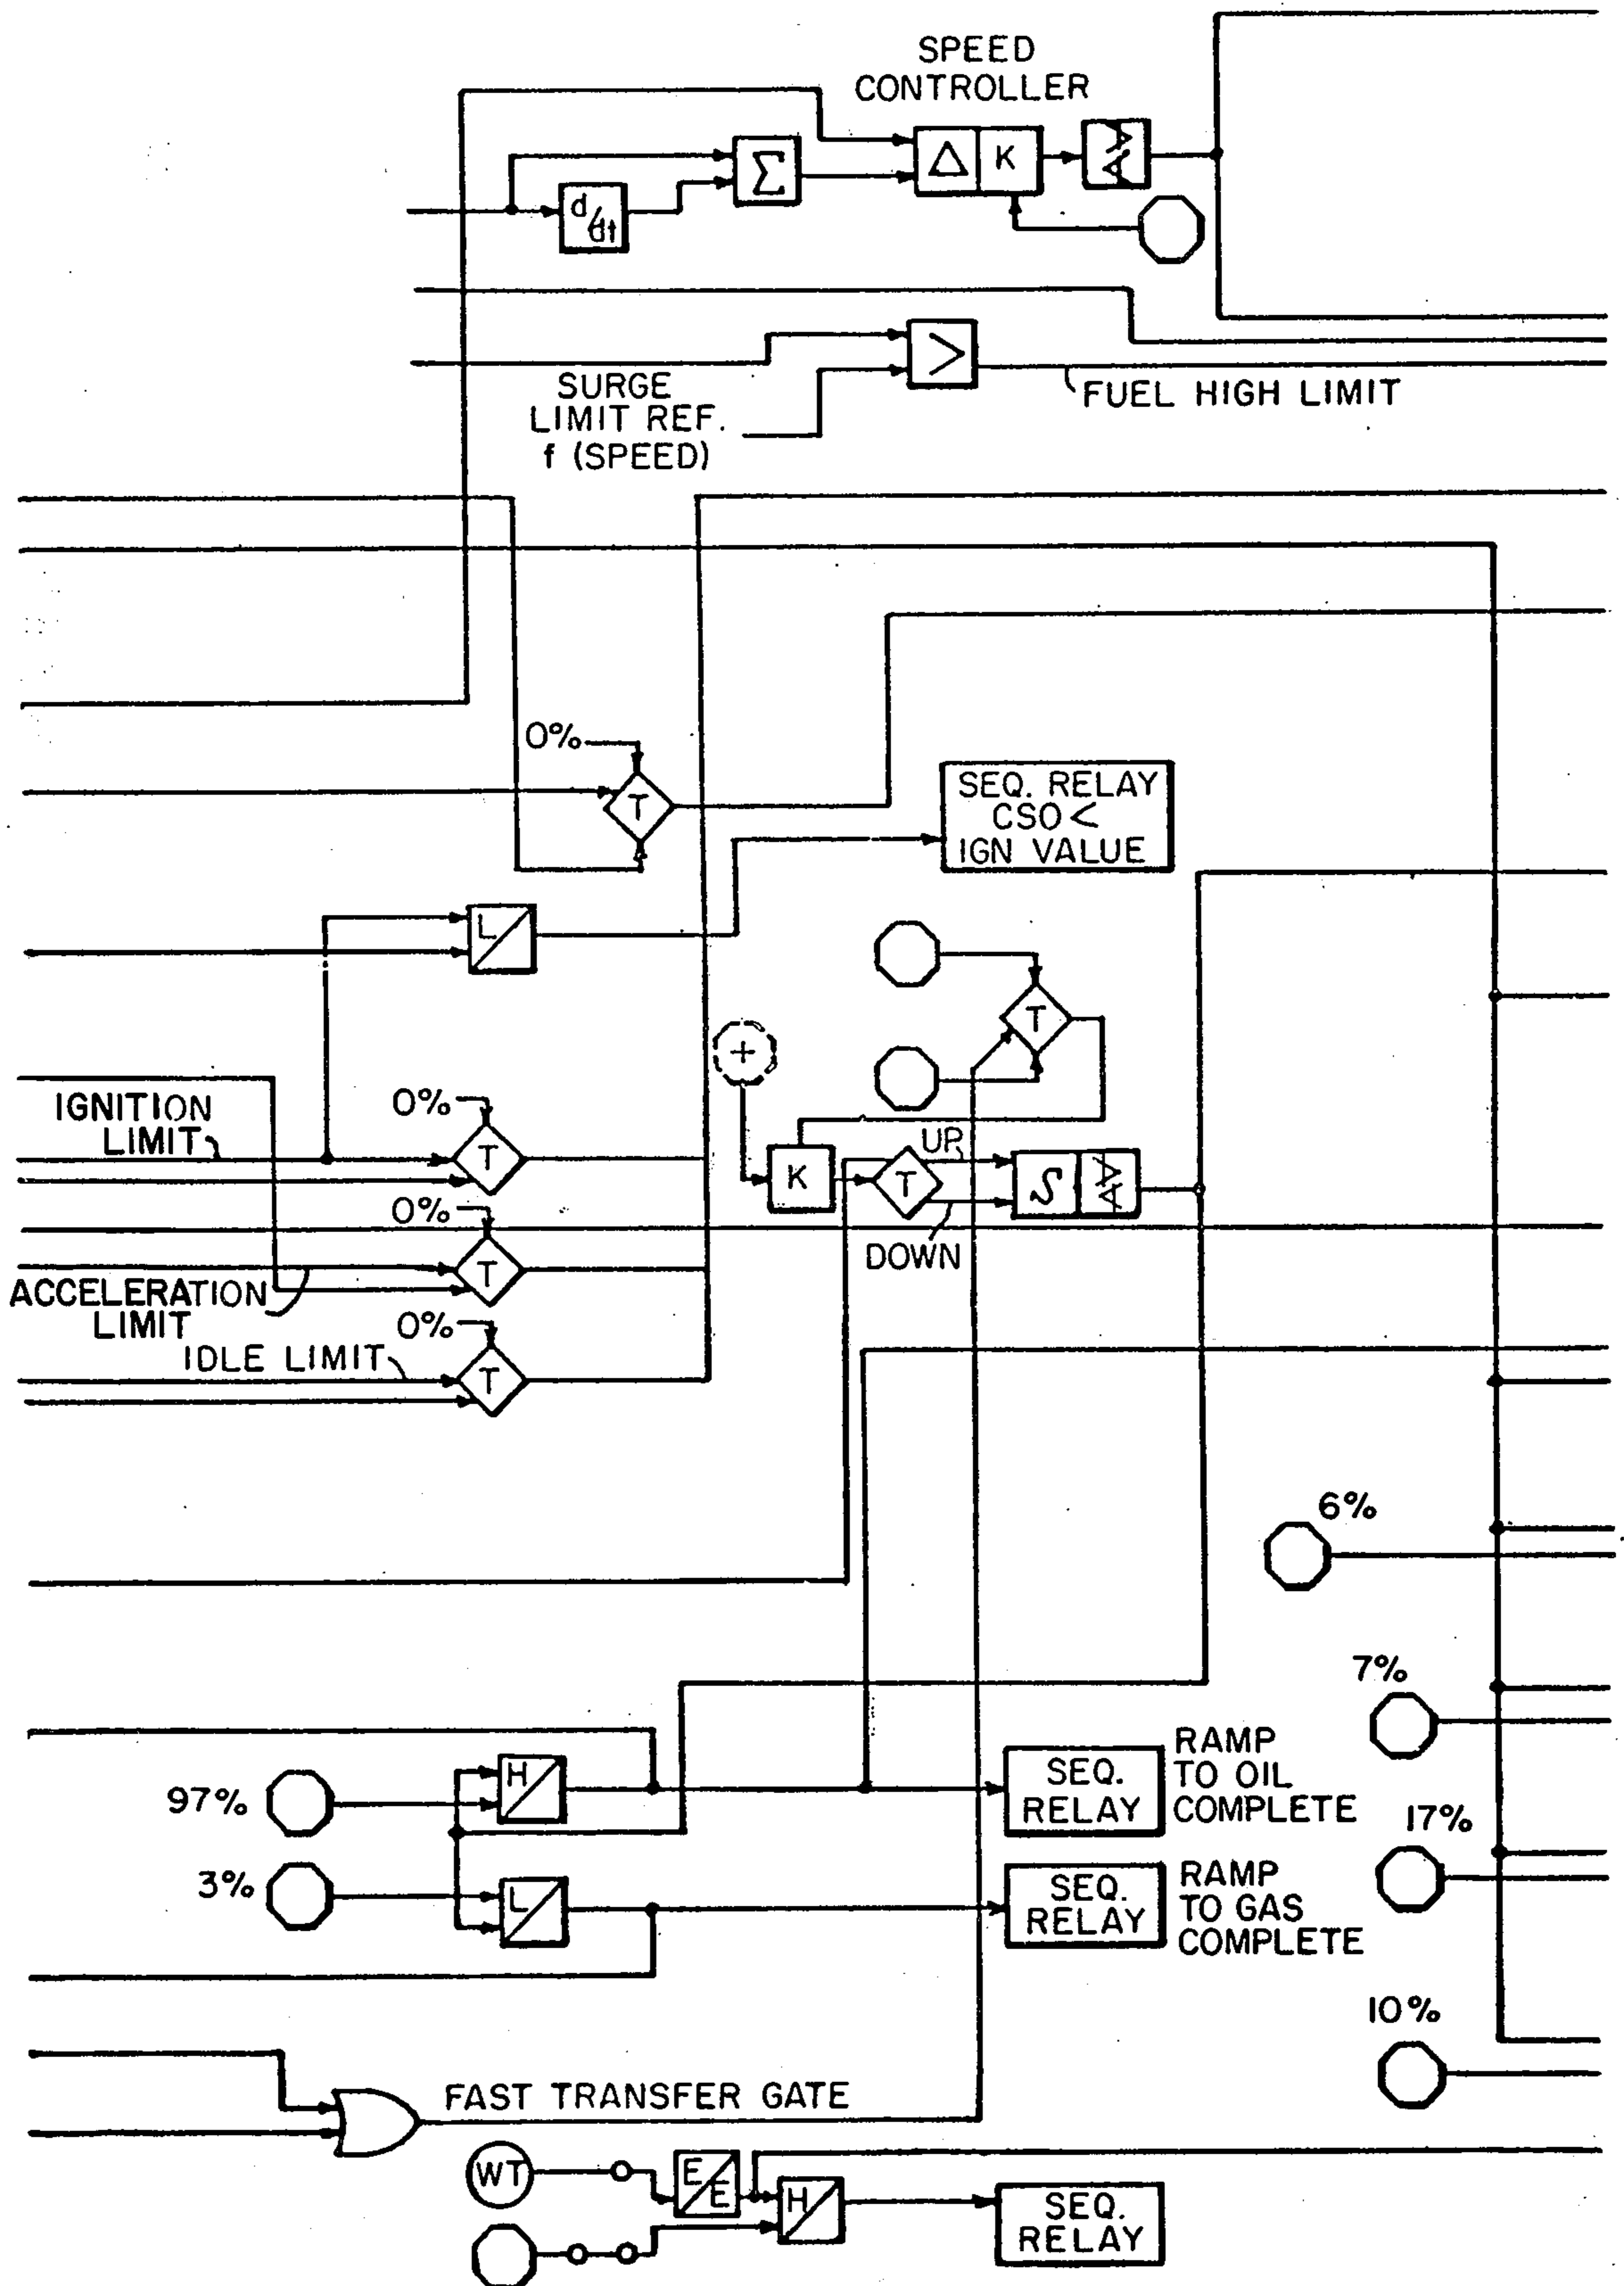 SPEED
CONTROLLER
Δ K
Σ
d/dt
>
SURGE
LIMIT REF.
f (SPEED)
FUEL HIGH LIMIT
0%
T
SEQ. RELAY
CSO <
IGN VALUE
L
T
+
IGNITION
LIMIT
0%
T
K
UP
T
∫
DOWN
0%
T
ACCELERATION
LIMIT
0%
IDLE LIMIT
T
6%
7%
97%
H
SEQ.
RELAY
RAMP
TO OIL
COMPLETE
17%
3%
L
SEQ.
RELAY
RAMP
TO GAS
COMPLETE
10%
FAST TRANSFER GATE
WT
E/E
H
SEQ.
RELAY